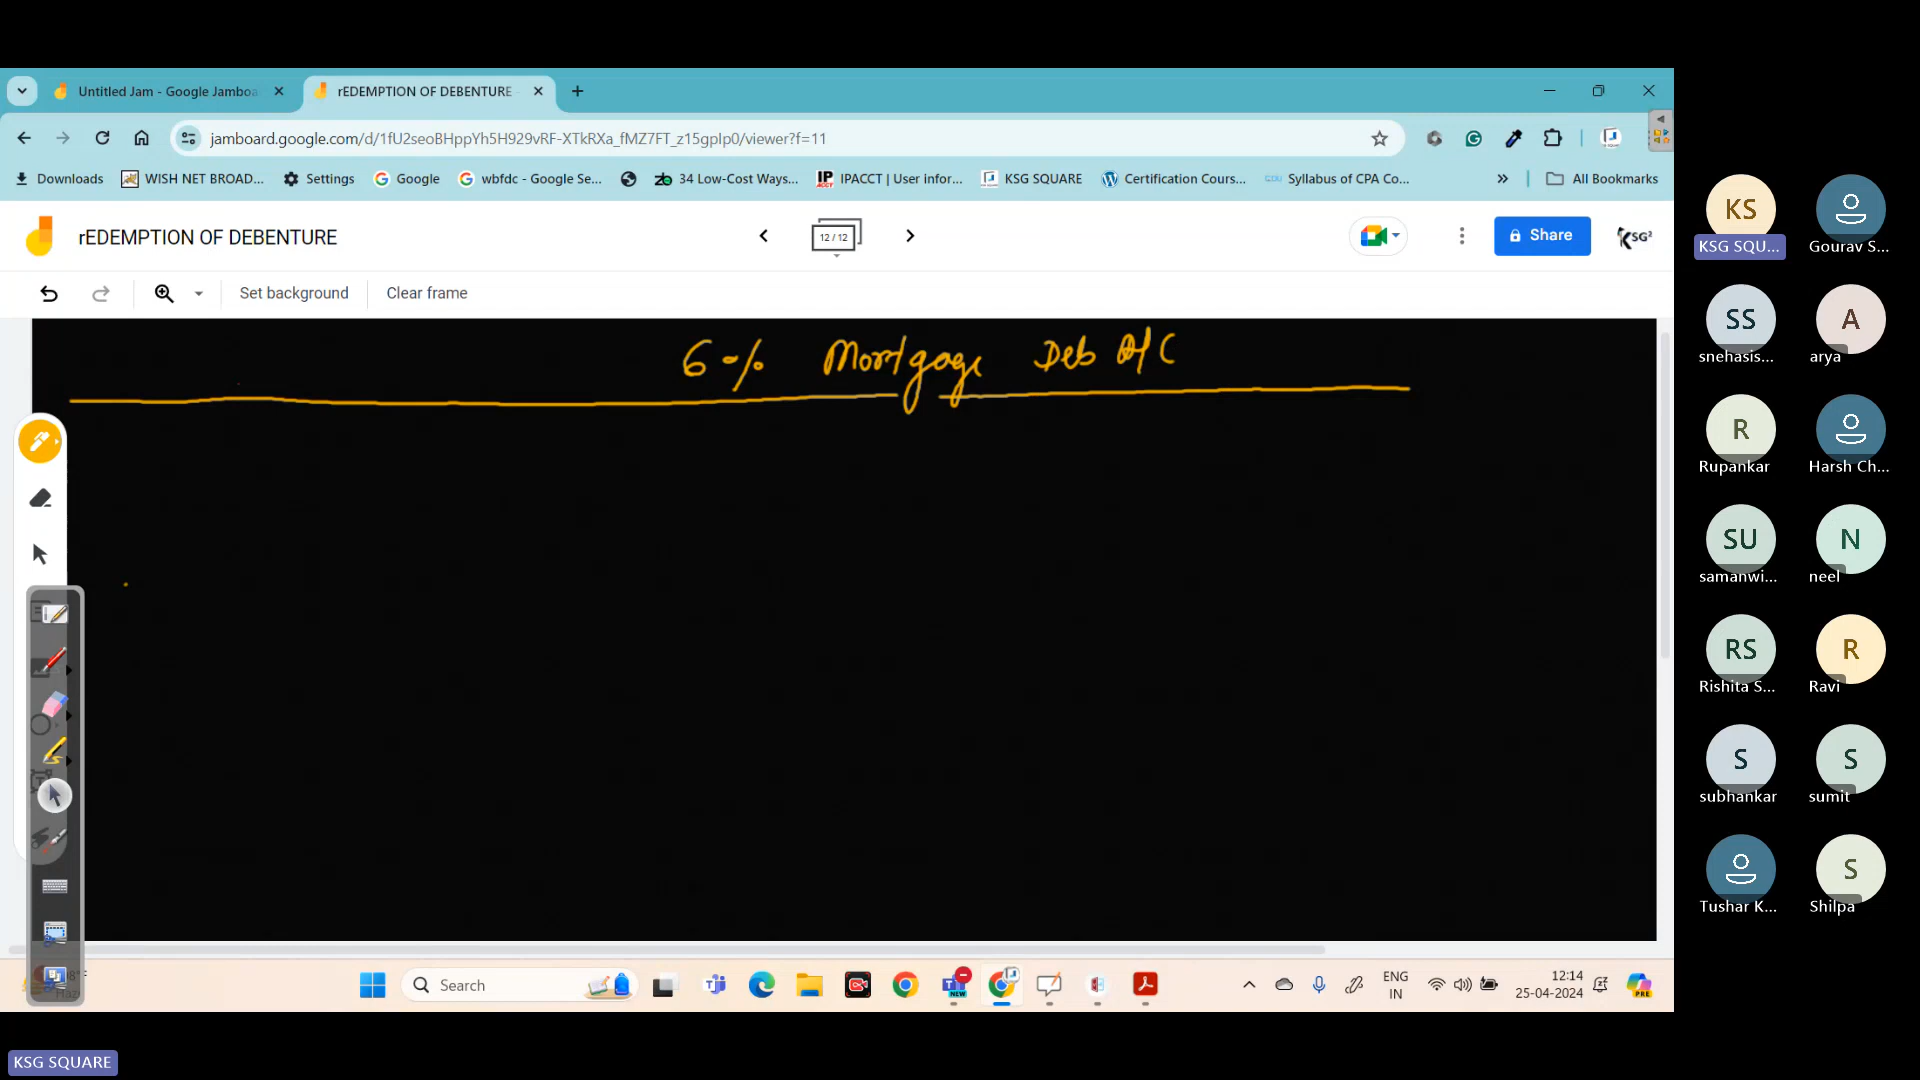 Untitled Jam - Google Jamboa
rEDEMPTION OF DEBENTURE -
jamboard.google.com/d/1fU2seoBHppYh5H929vRF-XTkRXa_fMZ7FT_z15gpIp0/viewer?f=11
Downloads WISH NET BROAD... Settings Google wbfdc - Google Se... 34 Low-Cost Ways... IPACCT | User infor... KSG SQUARE Certification Cours... Syllabus of CPA Co... » All Bookmarks
rEDEMPTION OF DEBENTURE
12 / 12
Share
KSG²
Set background Clear frame
6% Mortgage Deb A/C
KS
KSG SQU...
Gourav S...
SS
snehasis...
A
arya
R
Rupankar
Harsh Ch...
SU
samanwi...
N
neel
RS
Rishita S...
R
Ravi
S
subhankar
S
sumit
Tushar K...
S
Shilpa
Search
NEW
ENG
IN
12:14
25-04-2024
PRE
KSG SQUARE